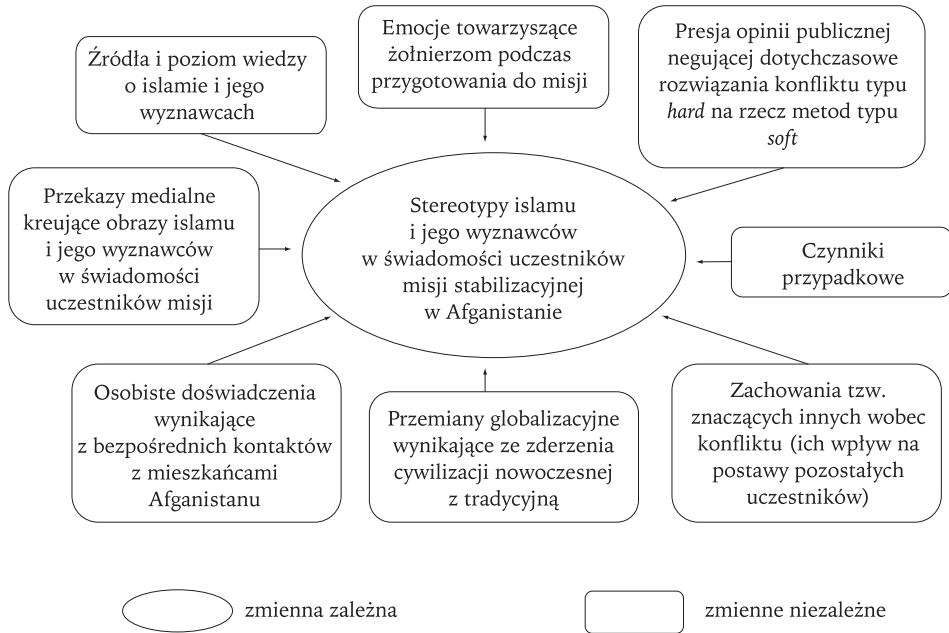 Źródła i poziom wiedzy
o islamie i jego
wyznawcach
Emocje towarzyszące
żołnierzom podczas
przygotowania do misji
Presja opinii publicznej
negującej dotychczasowe
rozwiązania konfliktu typu
hard na rzecz metod typu
soft
Przekazy medialne
kreujące obrazy islamu
i jego wyznawców
w świadomości
uczestników misji
Stereotypy islamu
i jego wyznawców
w świadomości uczestników
misji stabilizacyjnej
w Afganistanie
Czynniki
przypadkowe
Osobiste doświadczenia
wynikające
z bezpośrednich kontaktów
z mieszkańcami
Afganistanu
Przemiany globalizacyjne
wynikające ze zderzenia
cywilizacji nowoczesnej
z tradycyjną
Zachowania tzw.
znaczących innych wobec
konfliktu (ich wpływ na
postawy pozostałych
uczestników)
zmienna zależna
zmienne niezależne